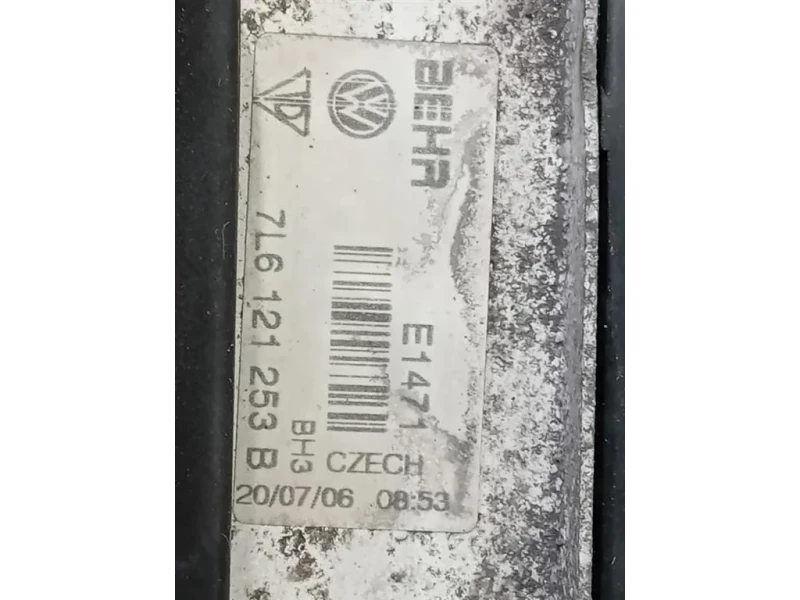 BEHR
E1471
7L6 121 253 B
BH3
CZECH
20/07/06 08:53